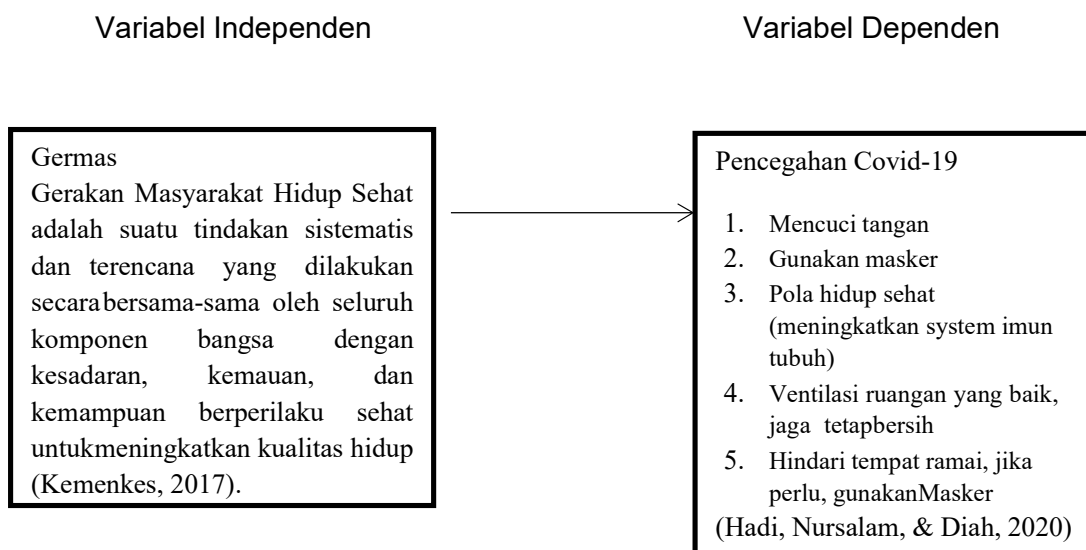 Variabel Independen
Variabel Dependen
Germas
Gerakan Masyarakat Hidup Sehat
adalah suatu tindakan sistematis
dan terencana yang dilakukan
secarabersama-sama oleh seluruh
komponen bangsa dengan
kesadaran, kemauan, dan
kemampuan berperilaku sehat
untukmeningkatkan kualitas hidup
(Kemenkes, 2017).
Pencegahan Covid-19
1. Mencuci tangan
2. Gunakan masker
3. Pola hidup sehat
(meningkatkan system imun
tubuh)
4. Ventilasi ruangan yang baik,
jaga tetapbersih
5. Hindari tempat ramai, jika
perlu, gunakanMasker
(Hadi, Nursalam, & Diah, 2020)